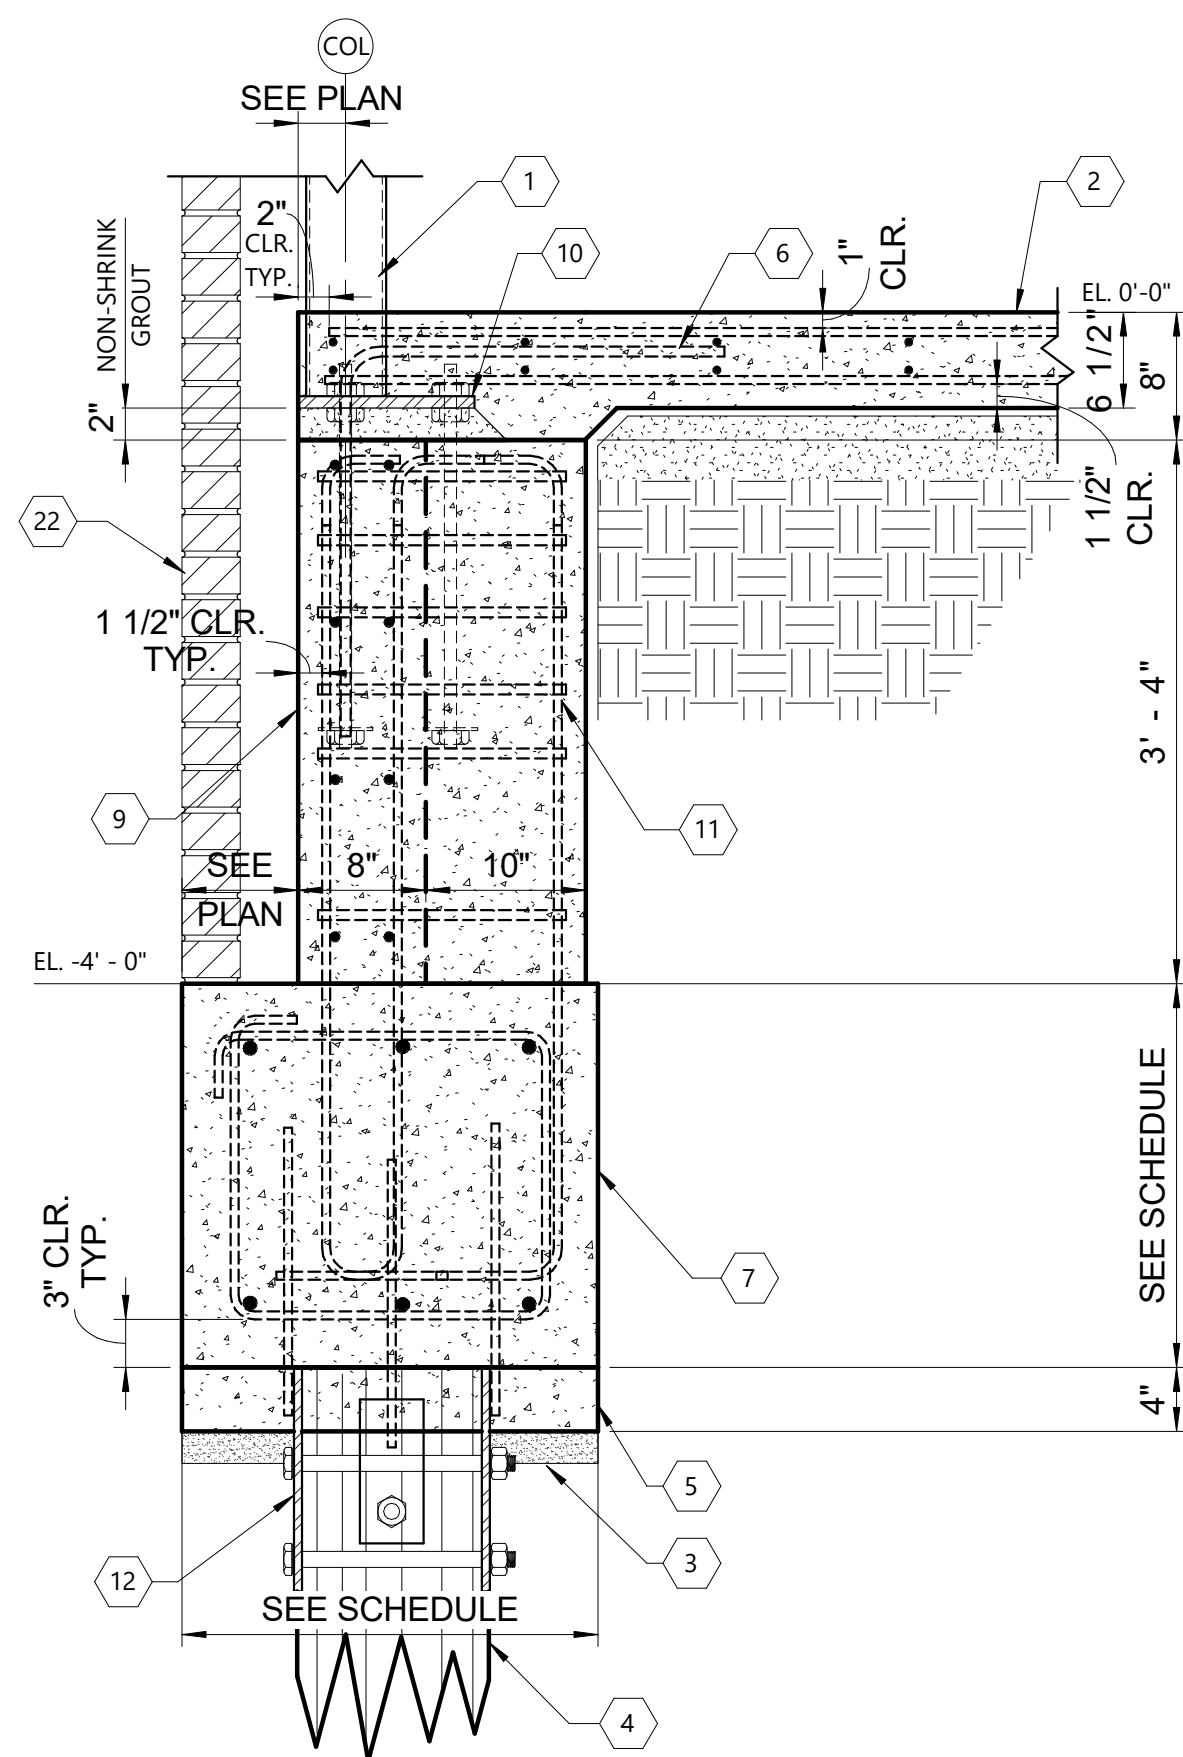 COL
SEE PLAN
1
2
2"
CLR.
TYP.
10
6
1"
CLR.
NON-SHRINK
GROUT
EL. 0'-0"
6 1/2"
8"
2"
22
1 1/2"
CLR.
1 1/2" CLR.
TYP.
3' - 4"
9
11
SEE
PLAN
8"
10"
EL. -4' - 0"
SEE SCHEDULE
3" CLR.
TYP.
7
4"
5
3
12
SEE SCHEDULE
4